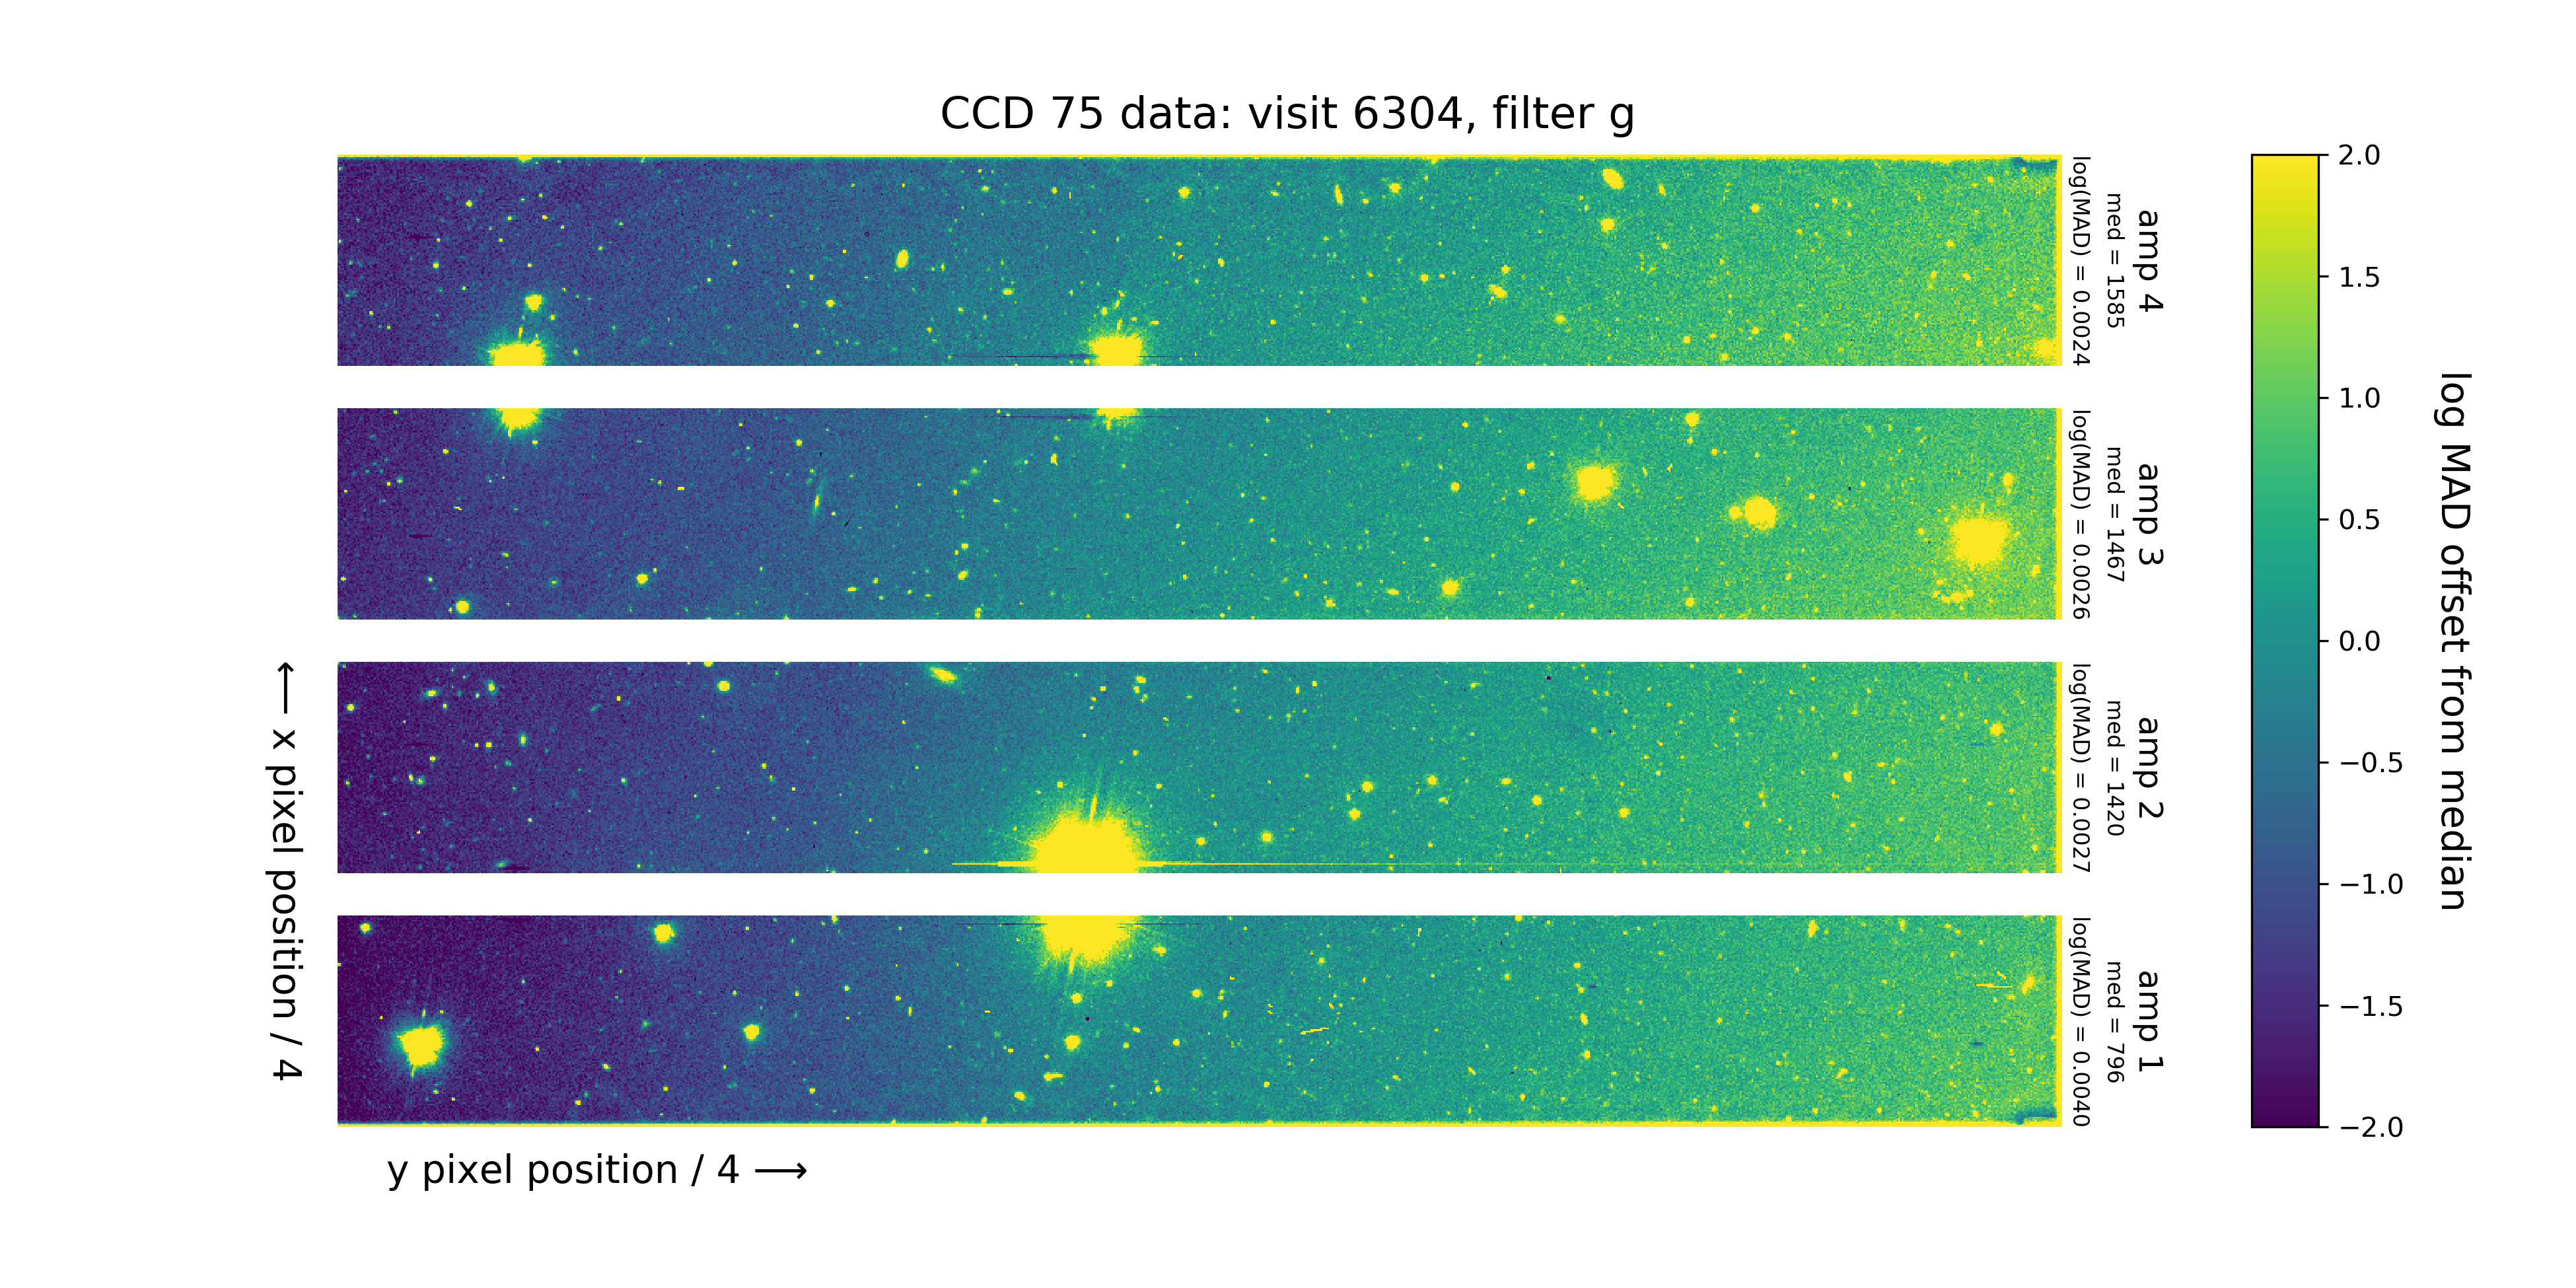 CCD 75 data: visit 6304, filter g
amp 4
med = 1585
log(MAD) = 0.0024
amp 3
med = 1467
log(MAD) = 0.0026
amp 2
med = 1420
log(MAD) = 0.0027
amp 1
med = 796
log(MAD) = 0.0040
⟵ x pixel position / 4
y pixel position / 4 ⟶
2.0
1.5
1.0
0.5
0.0
−0.5
−1.0
−1.5
−2.0
log MAD offset from median